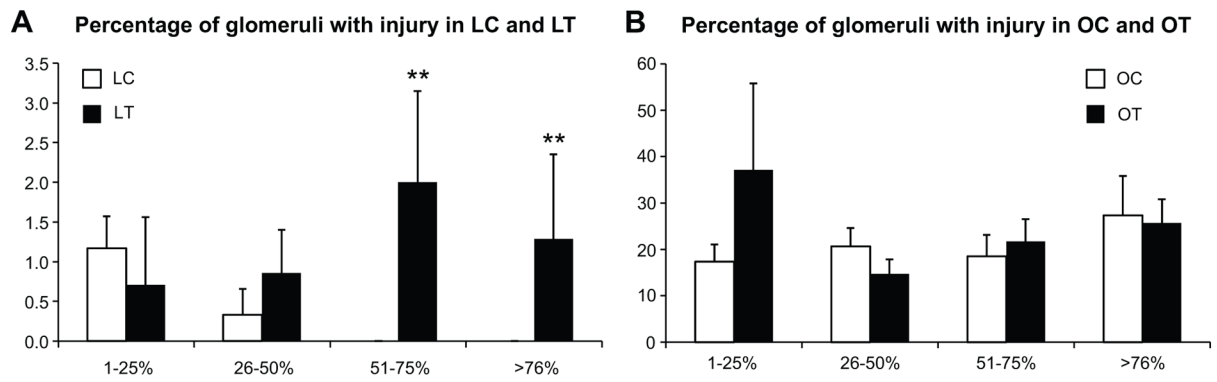 A Percentage of glomeruli with injury in LC and LT
3.5
3.0
2.5
2.0
1.5
1.0
0.5
0.0
LC
LT
**
**
1-25% 26-50% 51-75% >76%
B Percentage of glomeruli with injury in OC and OT
60
50
40
30
20
10
0
OC
OT
1-25% 26-50% 51-75% >76%